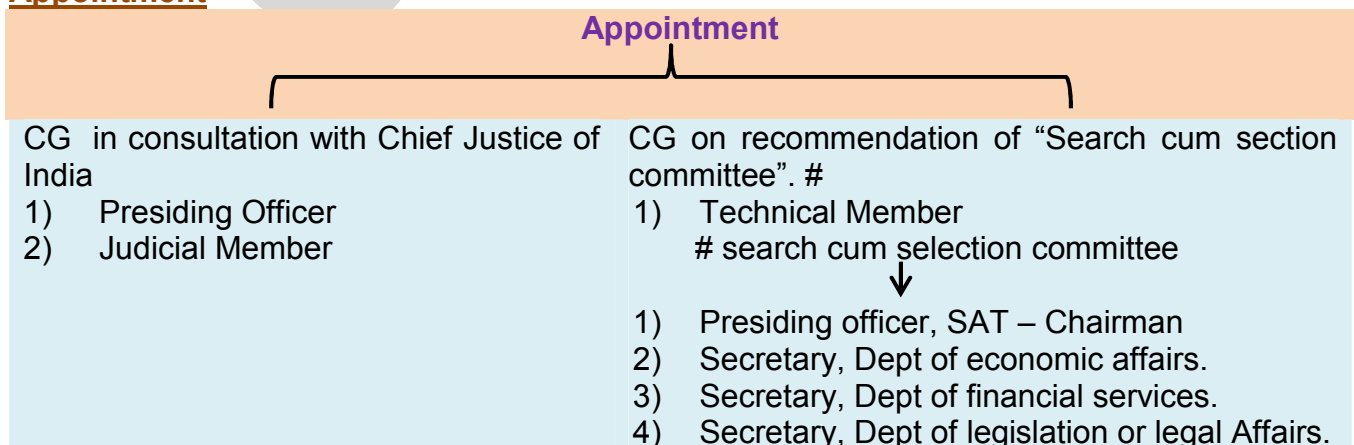 Appointment
Appointment
CG in consultation with Chief Justice of
India
1) Presiding Officer
2) Judicial Member
CG on recommendation of “Search cum section
committee”. #
1) Technical Member
# search cum selection committee
1) Presiding officer, SAT – Chairman
2) Secretary, Dept of economic affairs.
3) Secretary, Dept of financial services.
4) Secretary, Dept of legislation or legal Affairs.